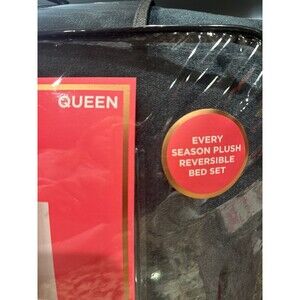 QUEEN
EVERY
SEASON PLUSH
REVERSIBLE
BED SET